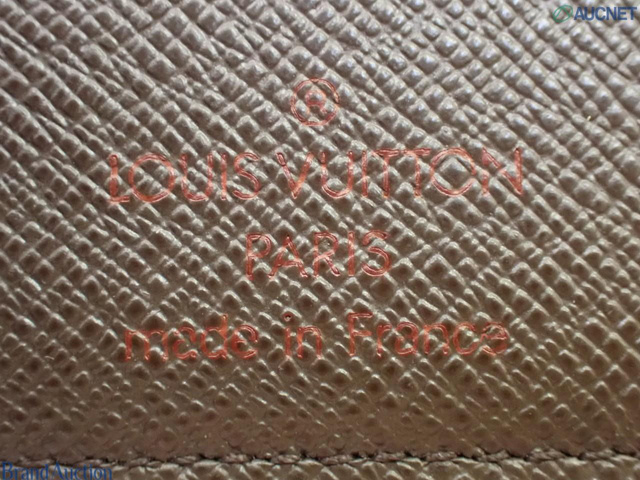 AUCNET
®
LOUIS VUITTON
PARIS
made in France
Brand Auction